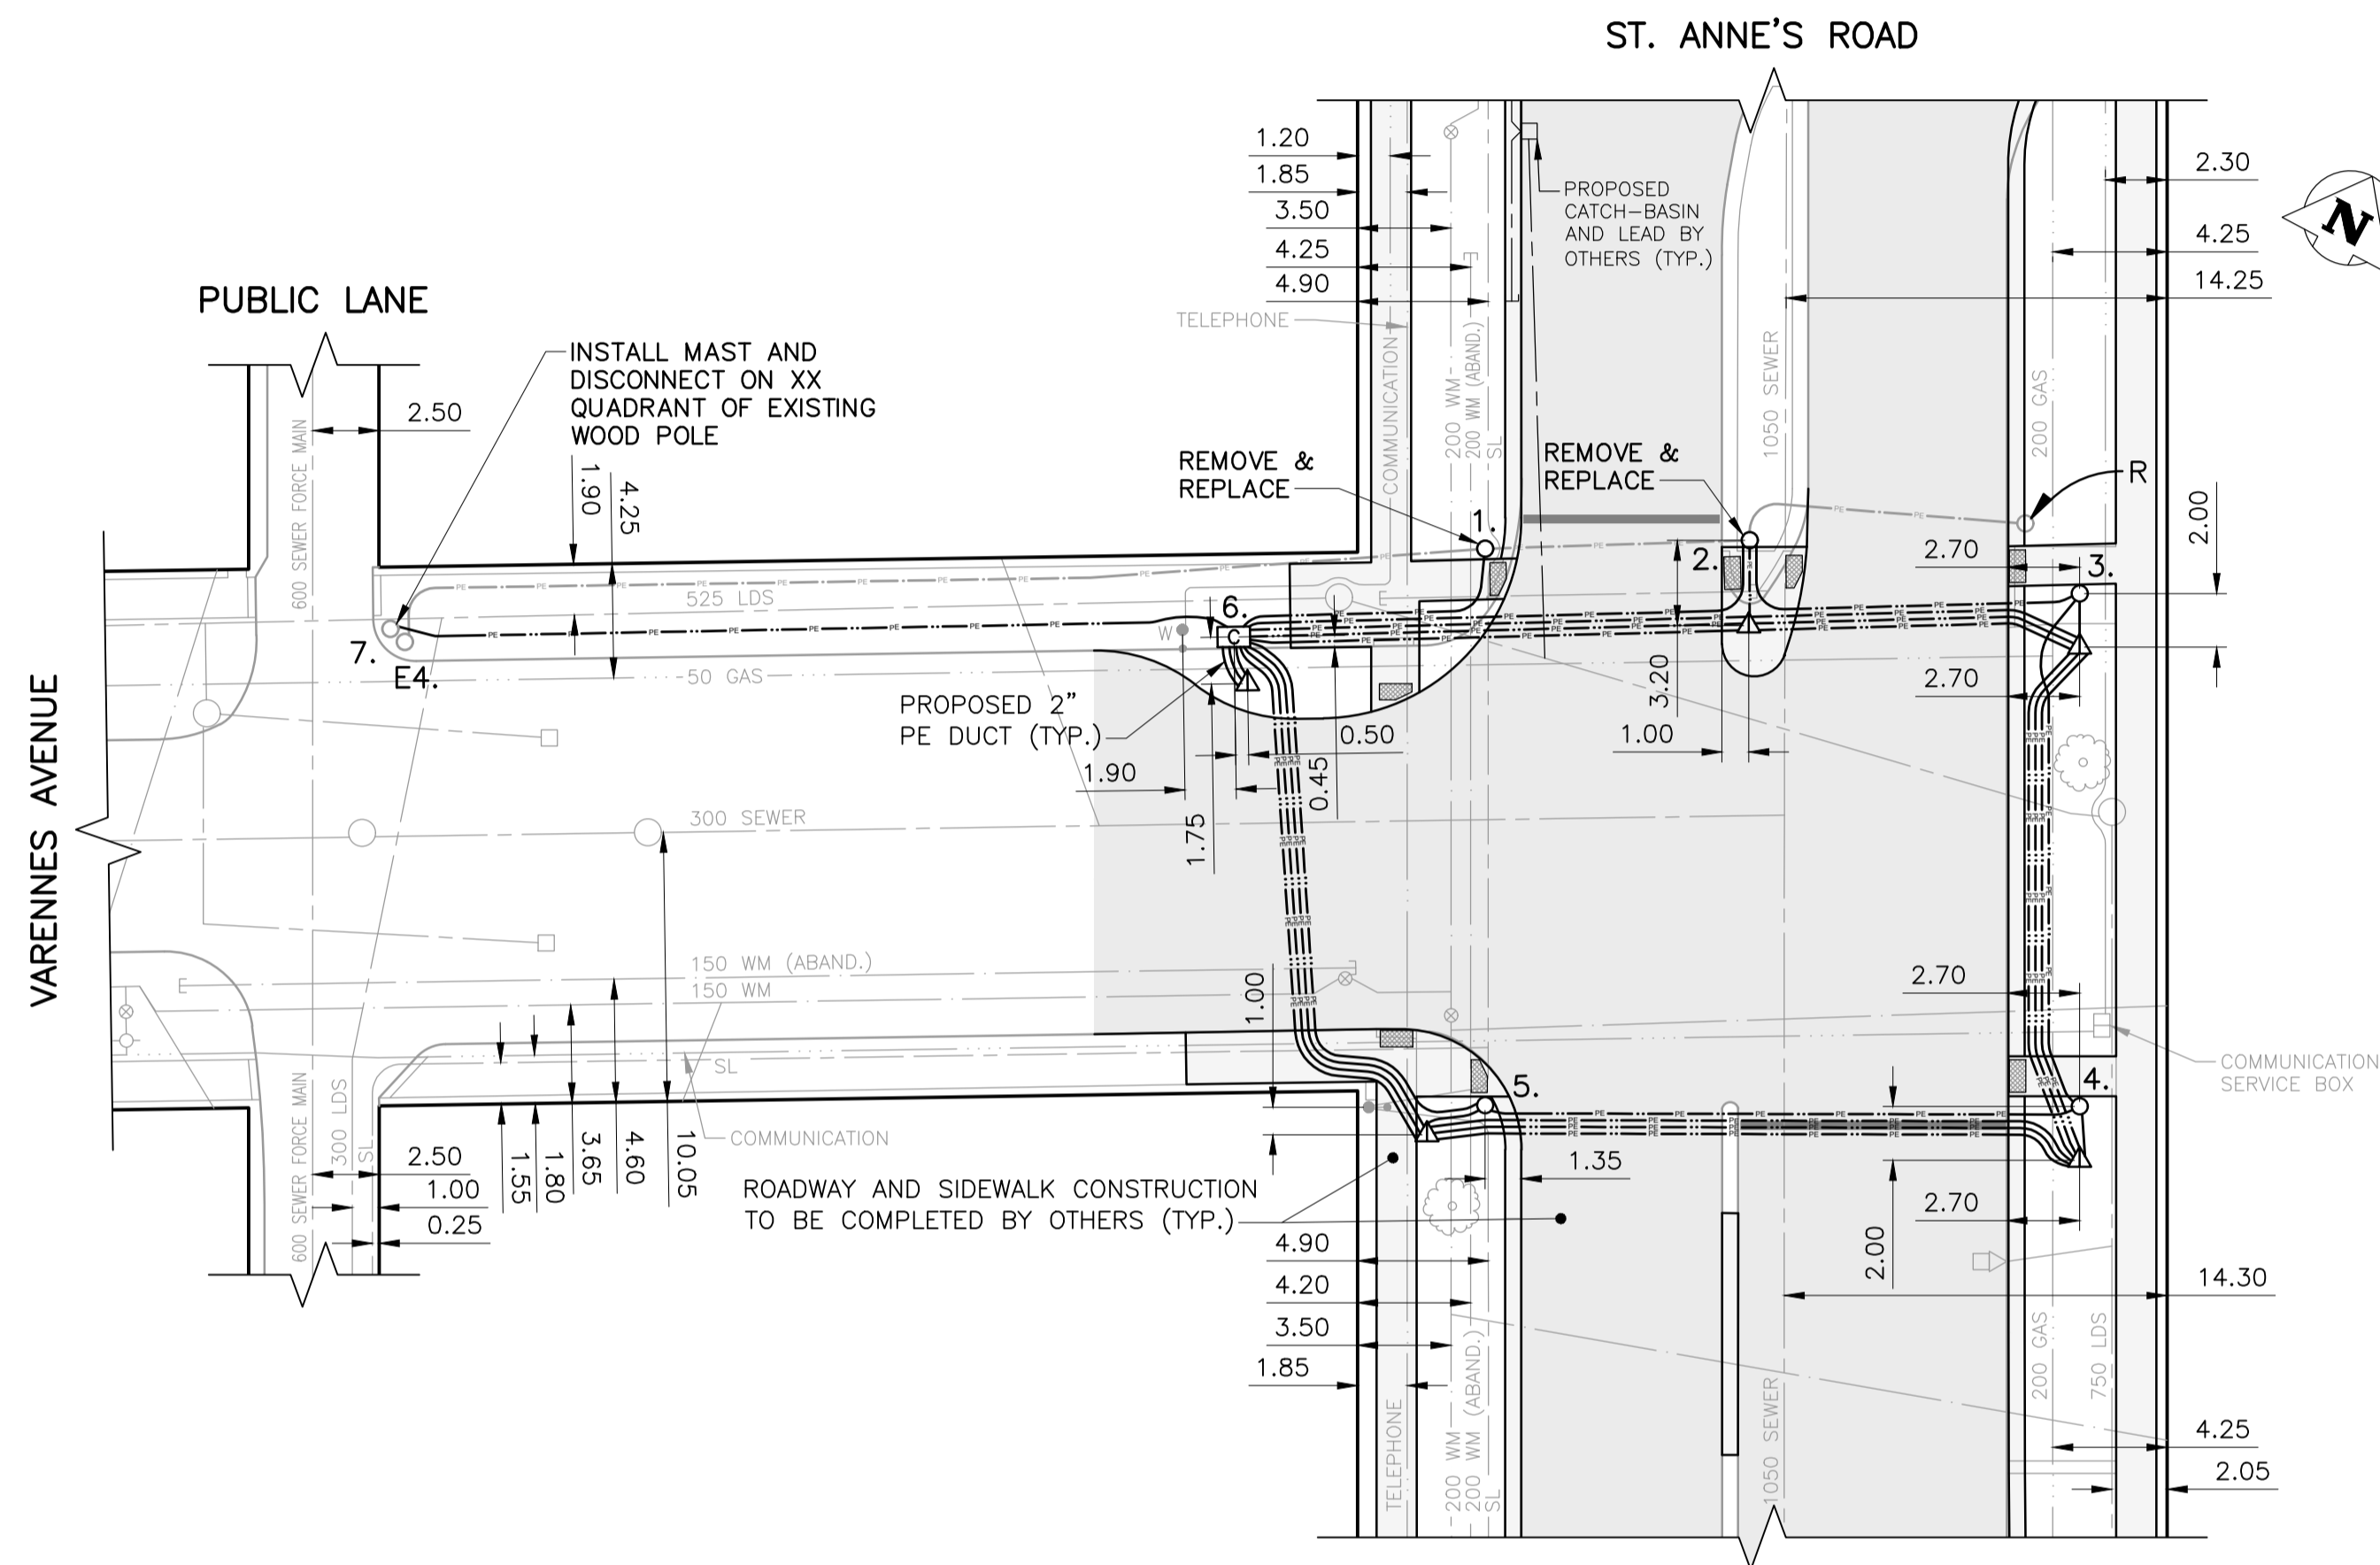 ST. ANNE'S ROAD
1.20
1.85
3.50
4.25
4.90
PROPOSED
CATCH-BASIN
AND LEAD BY
OTHERS (TYP.)
2.30
4.25
14.25
N
TELEPHONE
COMMUNICATION
200 WM
200 WM (ABAND.)
SL
1050 SEWER
200 GAS
PUBLIC LANE
INSTALL MAST AND
DISCONNECT ON XX
QUADRANT OF EXISTING
WOOD POLE
2.50
600 SEWER FORCE MAIN
1.90
4.25
REMOVE &
REPLACE
REMOVE &
REPLACE
R
1.
2.
2.70
3.
2.00
525 LDS
6.
C
W
7.
E4.
50 GAS
PROPOSED 2"
PE DUCT (TYP.)
PE
0.50
1.90
0.45
1.75
3.20
1.00
2.70
VARENNES AVENUE
300 SEWER
150 WM (ABAND.)
150 WM
1.00
2.70
SL
COMMUNICATION
COMMUNICATION
SERVICE BOX
4.
5.
600 SEWER FORCE MAIN
300 LDS
SL
2.50
1.00
0.25
1.55
1.80
3.65
4.60
10.05
1.35
ROADWAY AND SIDEWALK CONSTRUCTION
TO BE COMPLETED BY OTHERS (TYP.)
2.70
2.00
4.90
4.20
3.50
1.85
14.30
4.25
2.05
TELEPHONE
200 WM
200 WM (ABAND.)
SL
1050 SEWER
200 GAS
750 LDS